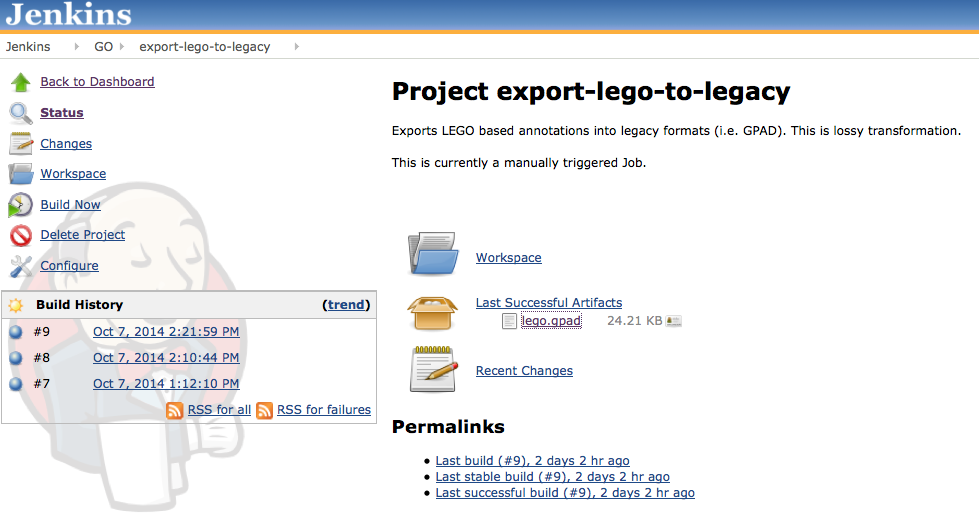 Jenkins
Jenkins GO export-lego-to-legacy
Back to Dashboard
Status
Changes
Workspace
Build Now
Delete Project
Configure
Build History (trend)
#9 Oct 7, 2014 2:21:59 PM
#8 Oct 7, 2014 2:10:44 PM
#7 Oct 7, 2014 1:12:10 PM
RSS for all RSS for failures
Project export-lego-to-legacy
Exports LEGO based annotations into legacy formats (i.e. GPAD). This is lossy transformation.
This is currently a manually triggered Job.
Workspace
Last Successful Artifacts
lego.gpad 24.21 KB
Recent Changes
Permalinks
Last build (#9), 2 days 2 hr ago
Last stable build (#9), 2 days 2 hr ago
Last successful build (#9), 2 days 2 hr ago